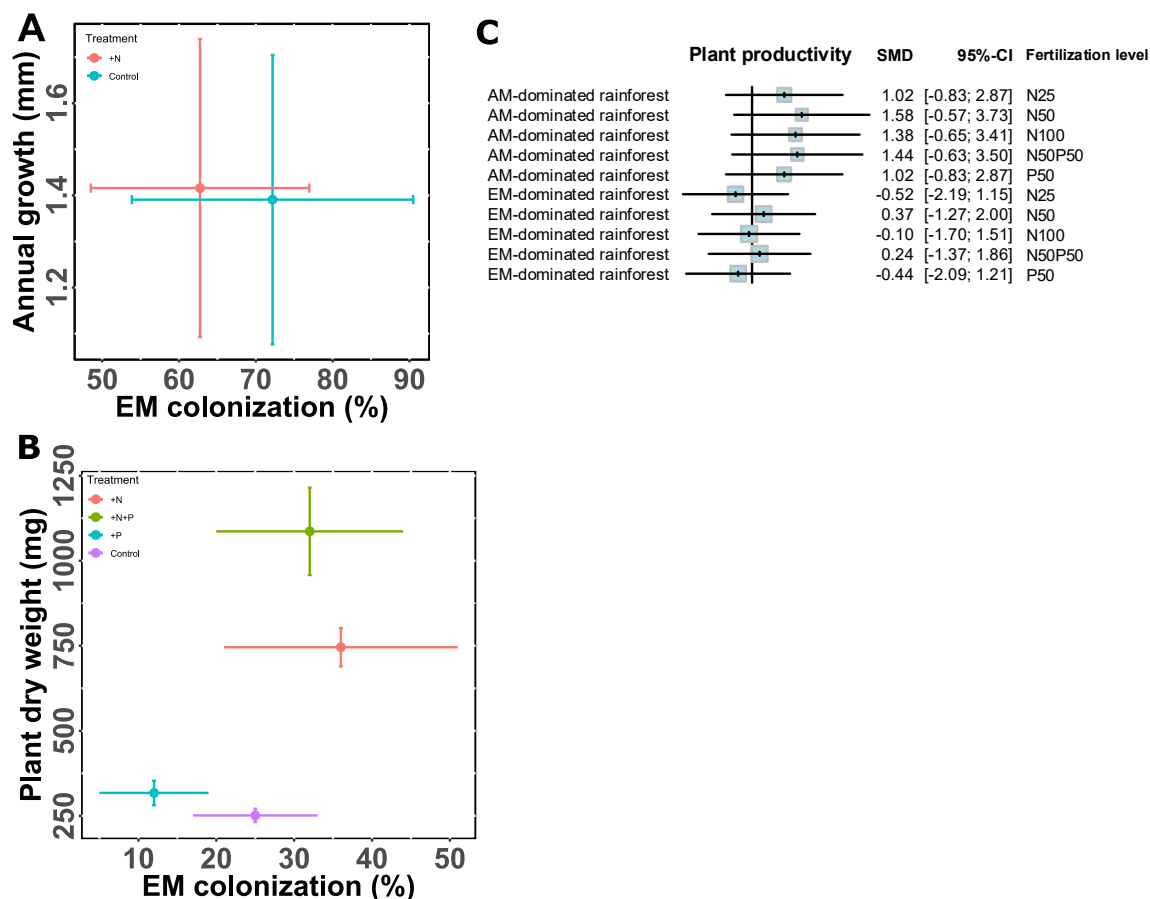 A
Annual growth (mm)
1.6
1.4
1.2
Treatment
+N
Control
50 60 70 80 90
EM colonization (%)
B
Plant dry weight (mg)
1250
1000
750
500
250
Treatment
+N
+N+P
+P
Control
10 20 30 40 50
EM colonization (%)
C
Plant productivity SMD 95%-CI Fertilization level
AM-dominated rainforest 1.02 [-0.83; 2.87] N25
AM-dominated rainforest 1.58 [-0.57; 3.73] N50
AM-dominated rainforest 1.38 [-0.65; 3.41] N100
AM-dominated rainforest 1.44 [-0.63; 3.50] N50P50
AM-dominated rainforest 1.02 [-0.83; 2.87] P50
EM-dominated rainforest -0.52 [-2.19; 1.15] N25
EM-dominated rainforest 0.37 [-1.27; 2.00] N50
EM-dominated rainforest -0.10 [-1.70; 1.51] N100
EM-dominated rainforest 0.24 [-1.37; 1.86] N50P50
EM-dominated rainforest -0.44 [-2.09; 1.21] P50